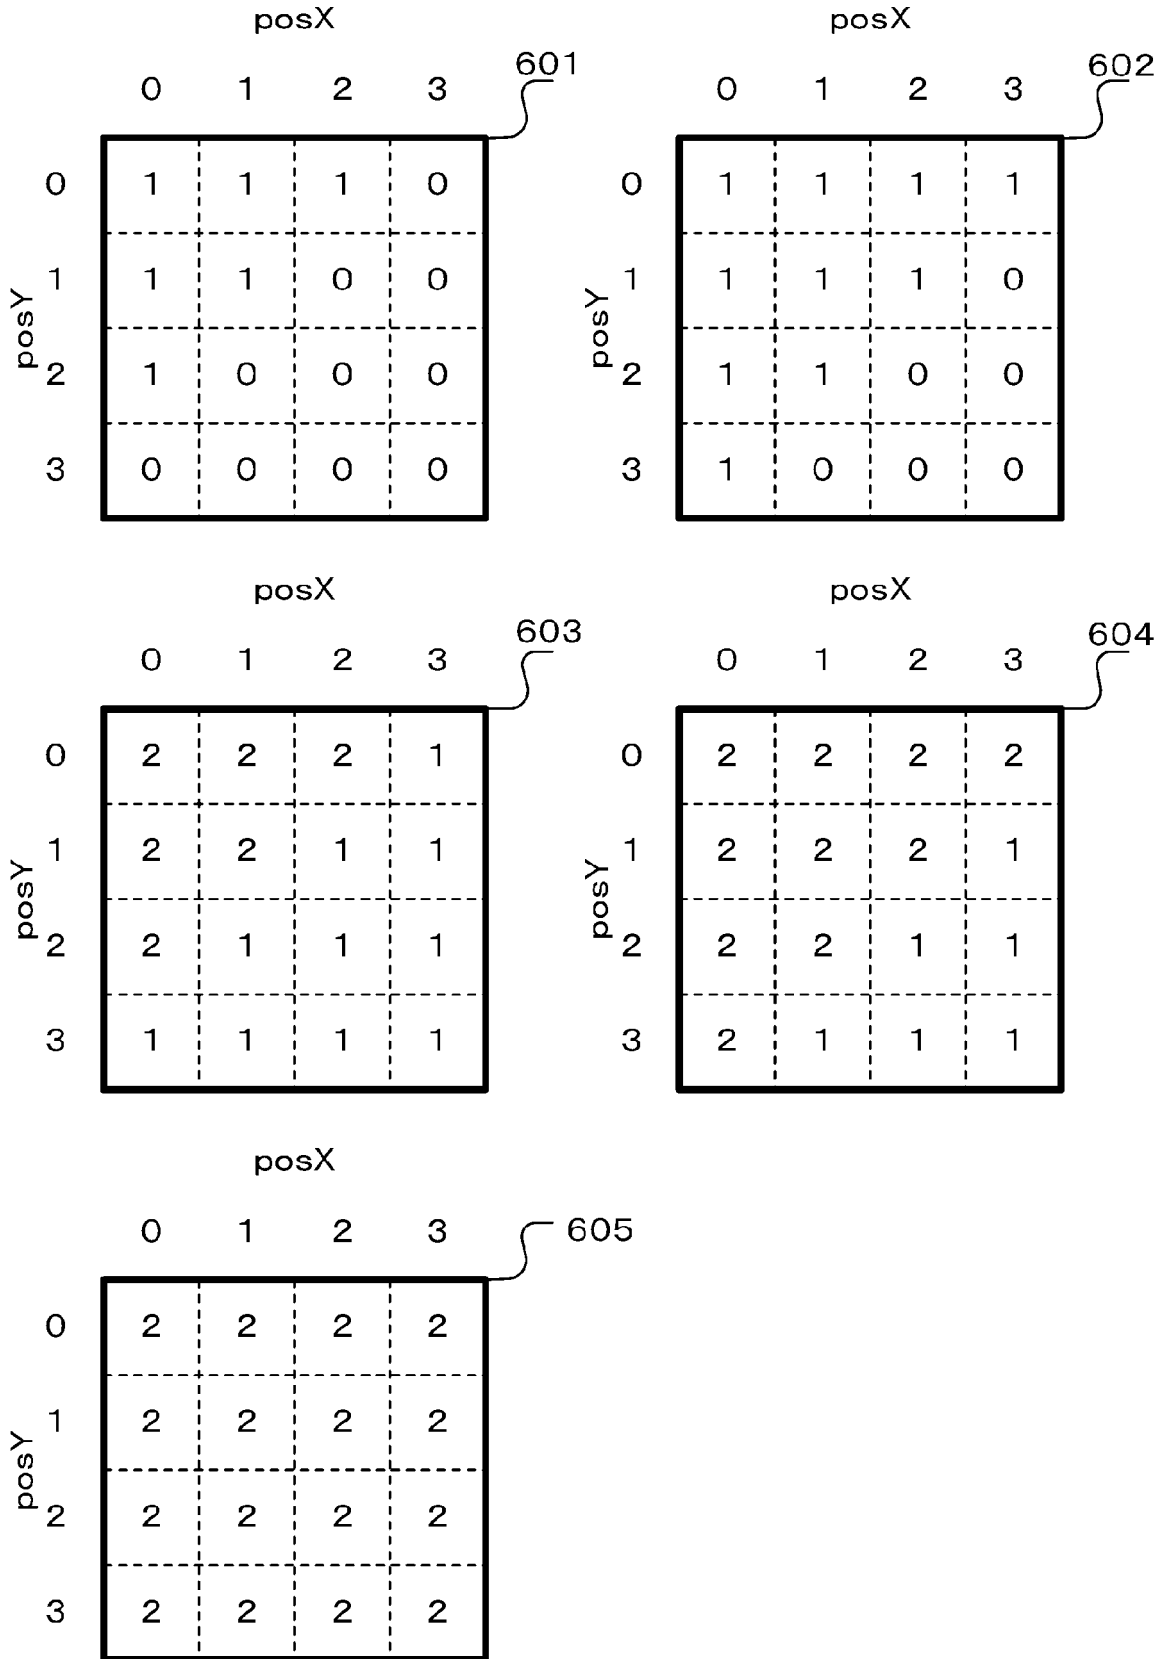 posX posX
601 602
0 1 2 3 0 1 2 3
0 1 1 1 0 0 1 1 1 1
1 1 1 0 0 1 1 1 1 0
posY posY
2 1 0 0 0 2 1 1 0 0
3 0 0 0 0 3 1 0 0 0
posX posX
603 604
0 1 2 3 0 1 2 3
0 2 2 2 1 0 2 2 2 2
1 2 2 1 1 1 2 2 2 1
posY posY
2 2 1 1 1 2 2 2 1 1
3 1 1 1 1 3 2 1 1 1
posX
0 1 2 3 605
0 2 2 2 2
1 2 2 2 2
posY
2 2 2 2 2
3 2 2 2 2